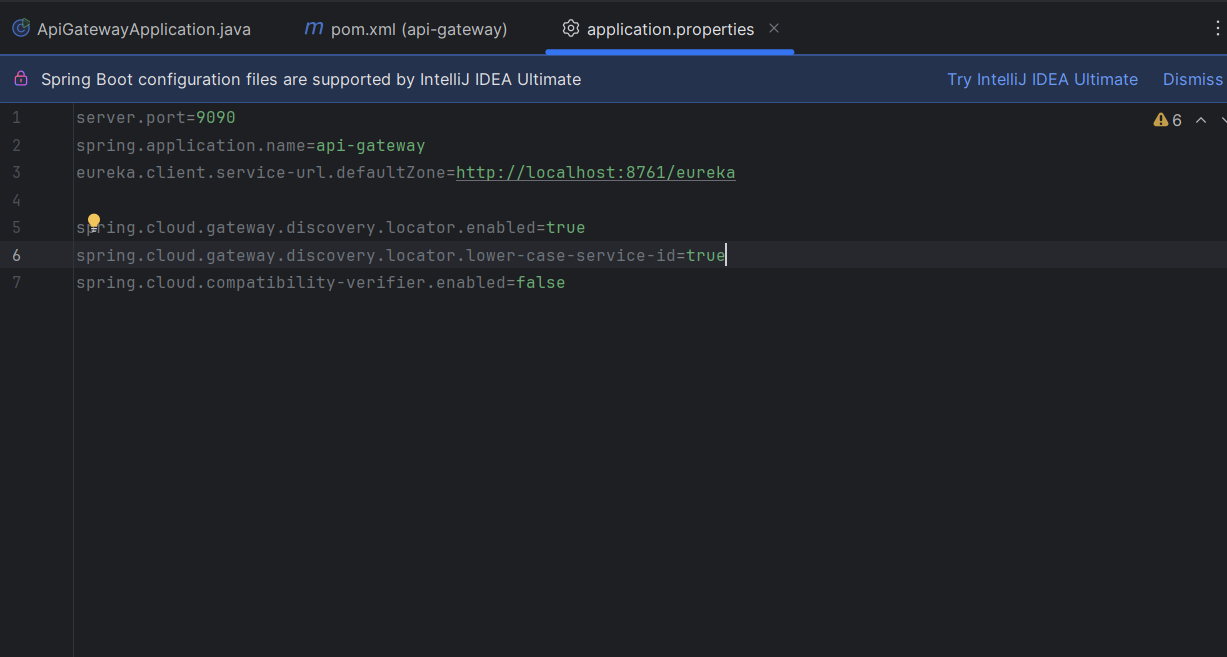 ApiGatewayApplication.java
m pom.xml (api-gateway)
application.properties
Spring Boot configuration files are supported by IntelliJ IDEA Ultimate
Try IntelliJ IDEA Ultimate
Dismiss
6
1 server.port=9090
2 spring.application.name=api-gateway
3 eureka.client.service-url.defaultZone=http://localhost:8761/eureka
4
5 spring.cloud.gateway.discovery.locator.enabled=true
6 spring.cloud.gateway.discovery.locator.lower-case-service-id=true
7 spring.cloud.compatibility-verifier.enabled=false